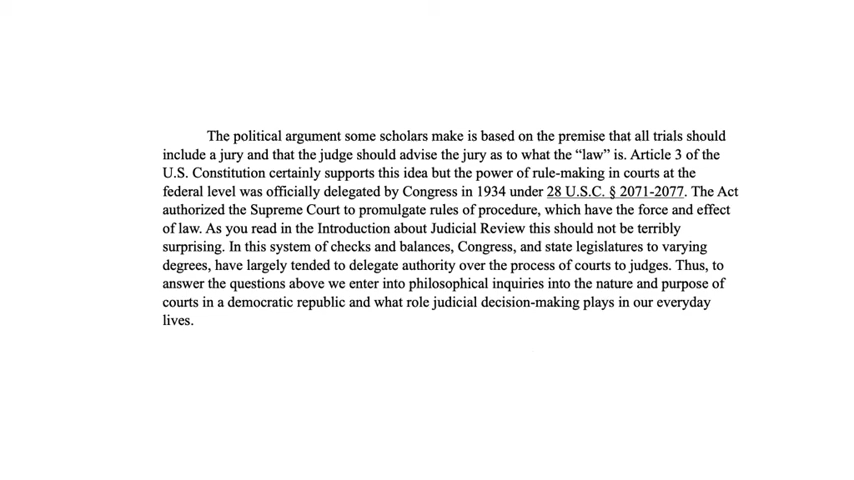 The political argument some scholars make is based on the premise that all trials should
include a jury and that the judge should advise the jury as to what the “law” is. Article 3 of the
U.S. Constitution certainly supports this idea but the power of rule-making in courts at the
federal level was officially delegated by Congress in 1934 under 28 U.S.C. § 2071-2077. The Act
authorized the Supreme Court to promulgate rules of procedure, which have the force and effect
of law. As you read in the Introduction about Judicial Review this should not be terribly
surprising. In this system of checks and balances, Congress, and state legislatures to varying
degrees, have largely tended to delegate authority over the process of courts to judges. Thus, to
answer the questions above we enter into philosophical inquiries into the nature and purpose of
courts in a democratic republic and what role judicial decision-making plays in our everyday
lives.